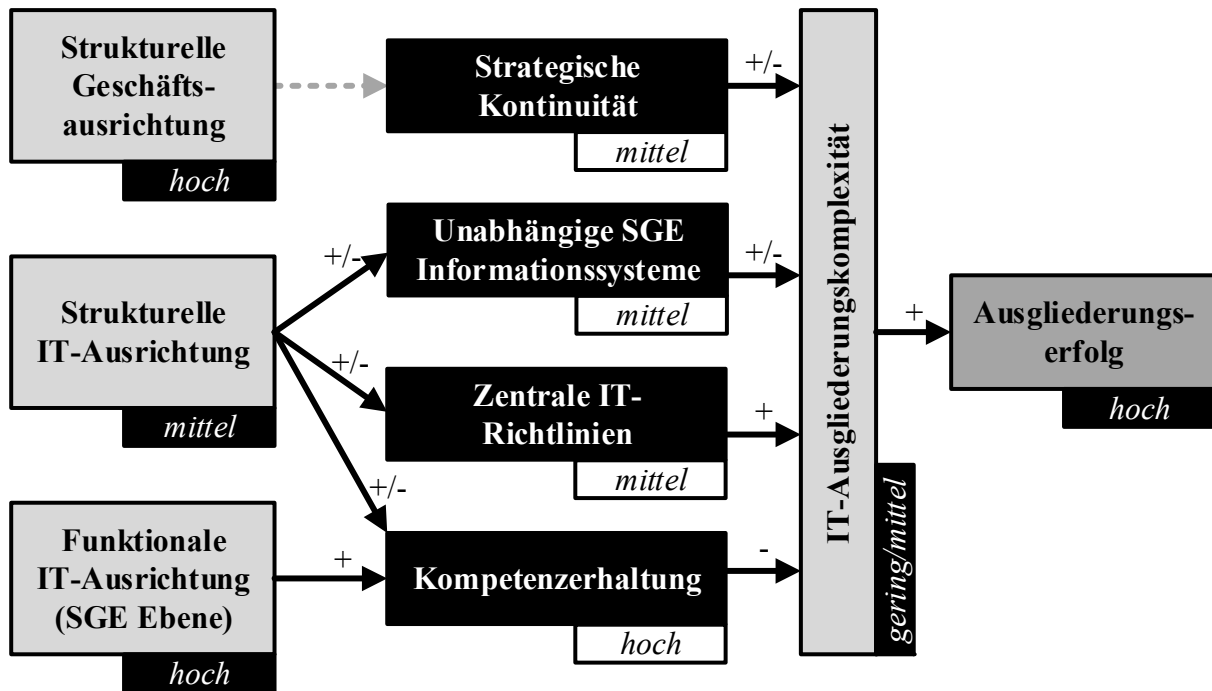 Strukturelle
Geschäfts-
ausrichtung
hoch
Strategische
Kontinuität
mittel
+/-
Strukturelle
IT-Ausrichtung
mittel
+/-
+/-
+/-
Unabhängige SGE
Informationssysteme
mittel
+/-
Zentrale IT-
Richtlinien
mittel
+
Funktionale
IT-Ausrichtung
(SGE Ebene)
hoch
+
Kompetenzerhaltung
hoch
-
IT-Ausgliederungskomplexität
gering/mittel
+
Ausgliederungs-
erfolg
hoch